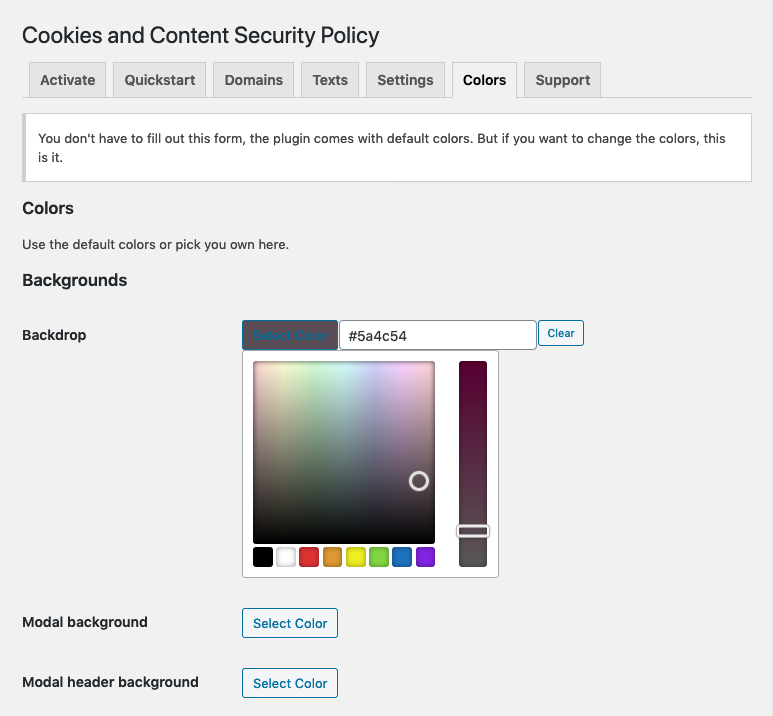 Cookies and Content Security Policy
Activate Quickstart Domains Texts Settings Colors Support
You don't have to fill out this form, the plugin comes with default colors. But if you want to change the colors, this
is it.
Colors
Use the default colors or pick you own here.
Backgrounds
Backdrop Select Color #5a4c54 Clear
Modal background Select Color
Modal header background Select Color